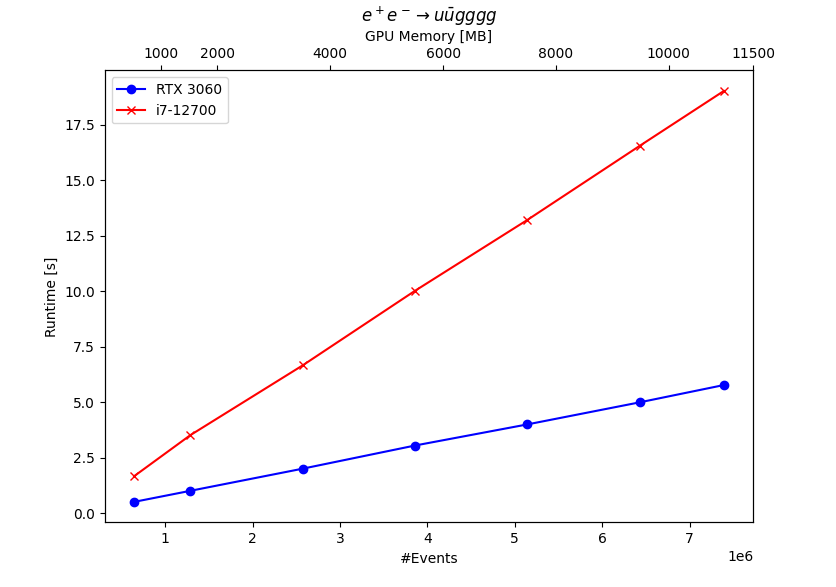 e⁺e⁻ → uūgggg
GPU Memory [MB]
1000 2000 4000 6000 8000 10000 11500
RTX 3060
i7-12700
17.5
15.0
12.5
10.0
7.5
5.0
2.5
0.0
Runtime [s]
1 2 3 4 5 6 7
1e6
#Events